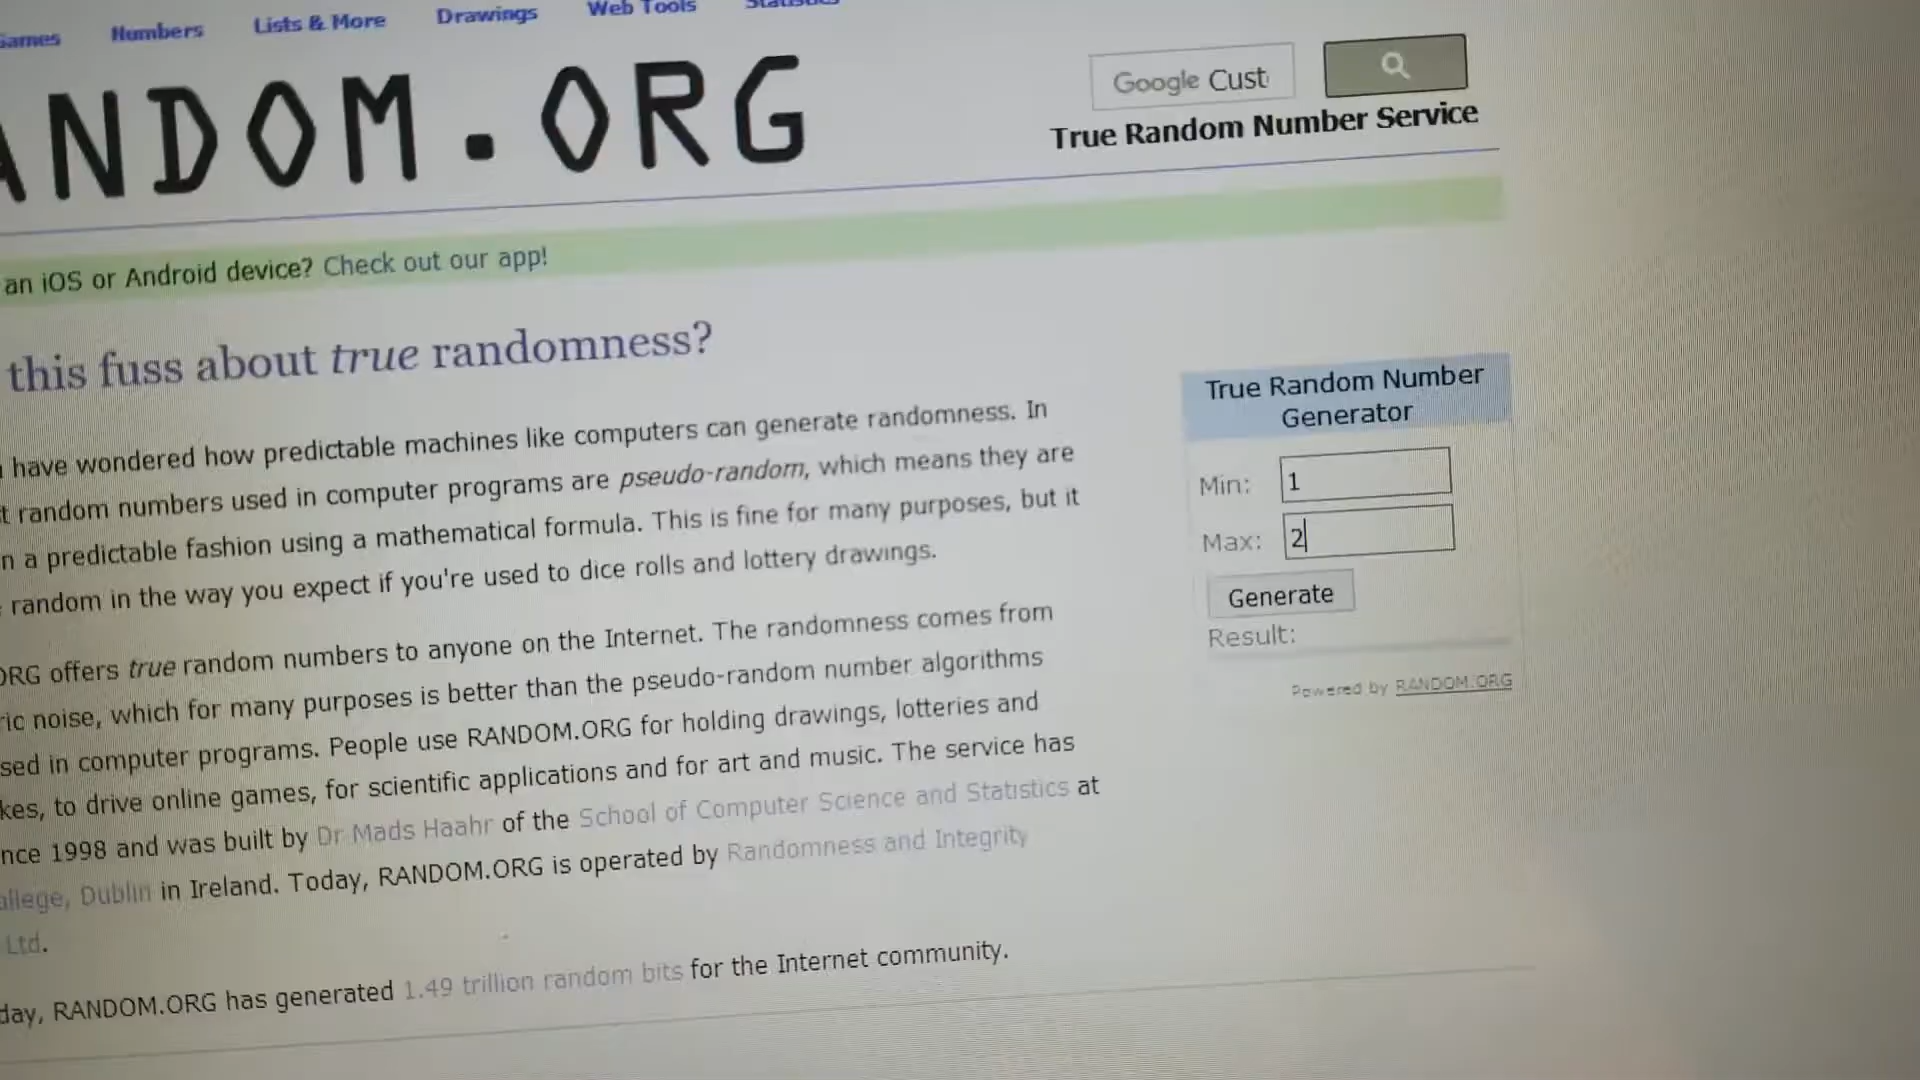 Games Numbers Lists & More Drawings Web Tools Statistics
ANDOM.ORG
Google Cust
True Random Number Service
an iOS or Android device? Check out our app!
this fuss about true randomness?
have wondered how predictable machines like computers can generate randomness. In
t random numbers used in computer programs are pseudo-random, which means they are
n a predictable fashion using a mathematical formula. This is fine for many purposes, but it
random in the way you expect if you're used to dice rolls and lottery drawings.
ORG offers true random numbers to anyone on the Internet. The randomness comes from
ric noise, which for many purposes is better than the pseudo-random number algorithms
sed in computer programs. People use RANDOM.ORG for holding drawings, lotteries and
kes, to drive online games, for scientific applications and for art and music. The service has
nce 1998 and was built by Dr Mads Haahr of the School of Computer Science and Statistics at
ollege, Dublin in Ireland. Today, RANDOM.ORG is operated by Randomness and Integrity
Ltd.
day, RANDOM.ORG has generated 1.49 trillion random bits for the Internet community.
True Random Number
Generator
Min: 1
Max: 2
Generate
Result:
Powered by RANDOM.ORG